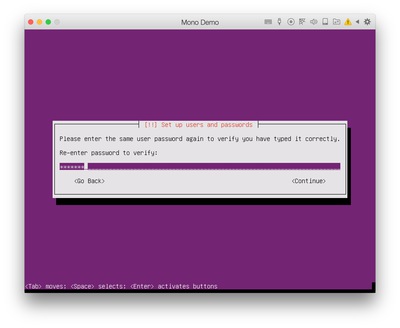 Mono Demo
[!!] Set up users and passwords
Please enter the same user password again to verify you have typed it correctly.
Re-enter password to verify:
*******
<Go Back> <Continue>
<Tab> moves; <Space> selects; <Enter> activates buttons